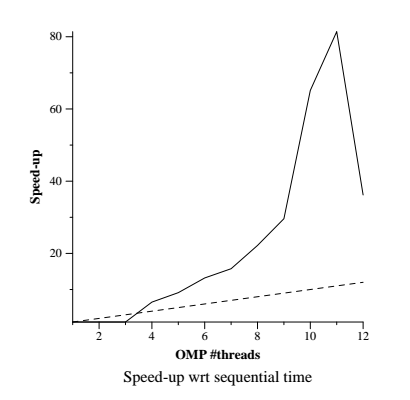 80
60
40
20
Speed-up
2 4 6 8 10 12
OMP #threads
Speed-up wrt sequential time